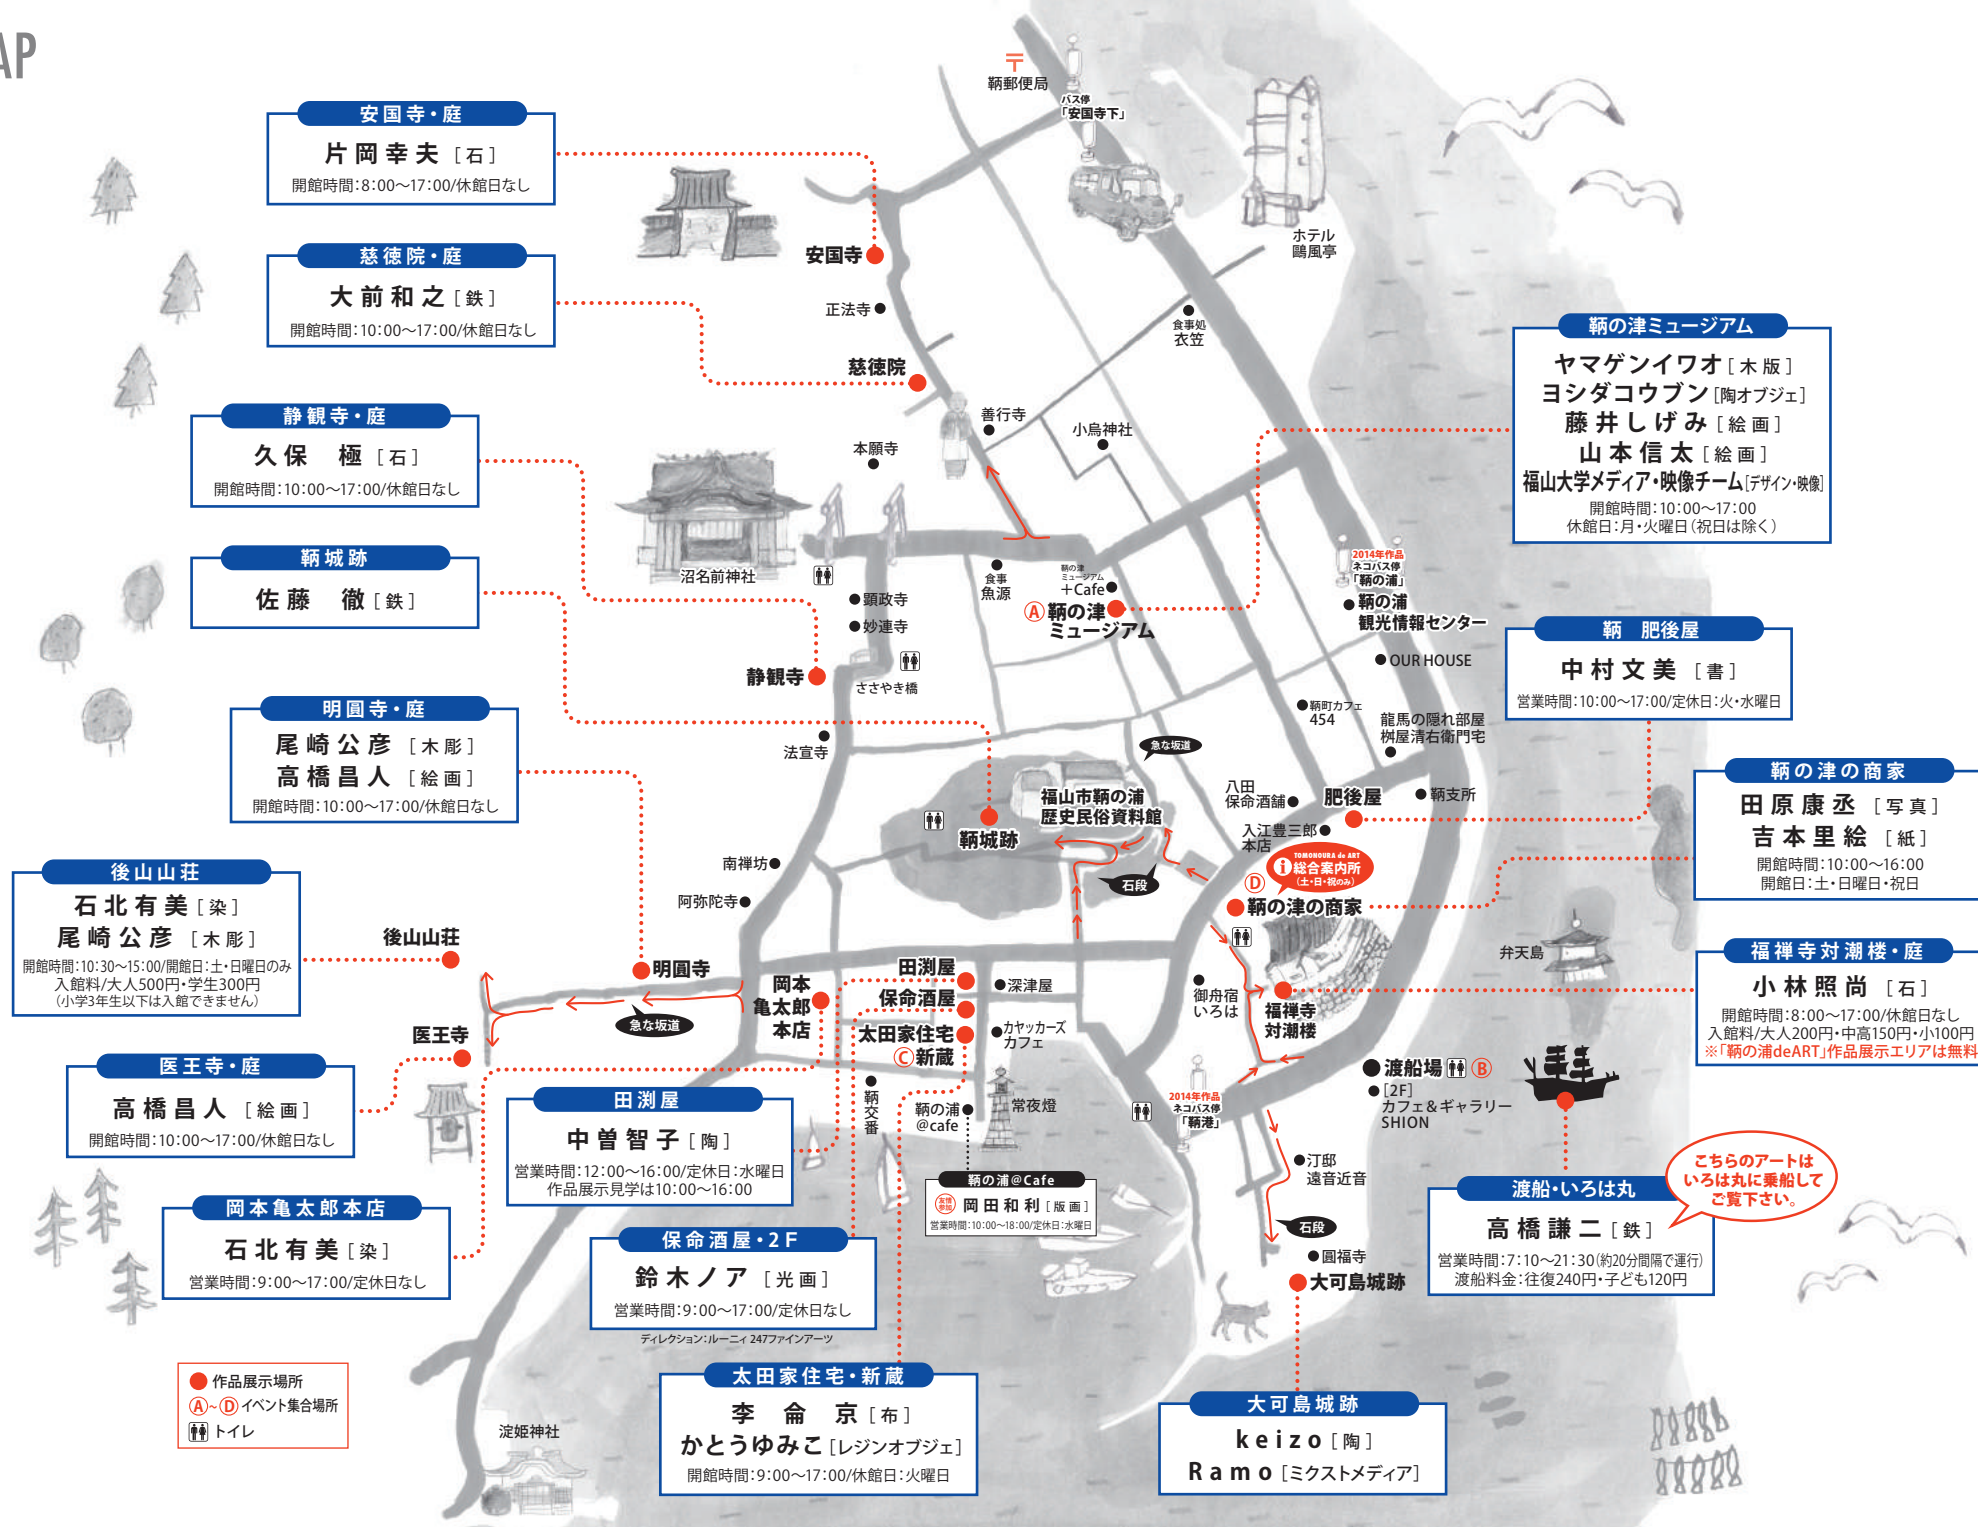 AP
鞆郵便局
バス停
「安国寺下」
ホテル
鷗風亭
安国寺・庭
片岡幸夫［石］
開館時間：8：00～17：00/休館日なし
慈徳院・庭
大前和之［鉄］
開館時間：10：00～17：00/休館日なし
静観寺・庭
久保　極［石］
開館時間：10：00～17：00/休館日なし
鞆城跡
佐藤　徹［鉄］
明圓寺・庭
尾崎公彦［木彫］
高橋昌人［絵画］
開館時間：10：00～17：00/休館日なし
後山山荘
石北有美［染］
尾崎公彦［木彫］
開館時間：10：30～15：00/開館日：土・日曜日のみ
入館料/大人500円・学生300円
（小学3年生以下は入館できません）
医王寺・庭
高橋昌人［絵画］
開館時間：10：00～17：00/休館日なし
岡本亀太郎本店
石北有美［染］
営業時間：9：00～17：00/定休日なし
田渕屋
中曽智子［陶］
営業時間：12：00～16：00/定休日：水曜日
作品展示見学は10：00～16：00
保命酒屋・2F
鈴木ノア［光画］
営業時間：9：00～17：00/定休日なし
ディレクション：ルーニィ 247ファインアーツ
太田家住宅・新蔵
李　侖　京［布］
かとうゆみこ［レジンオブジェ］
開館時間：9：00～17：00/休館日：火曜日
鞆の浦@Cafe
友情
参加
岡田和利［版画］
営業時間：10：00～18：00/定休日：水曜日
大可島城跡
keizo［陶］
Ramo［ミクストメディア］
渡船・いろは丸
高橋謙二［鉄］
営業時間：7：10～21：30（約20分間隔で運行）
渡船料金：往復240円・子ども120円
こちらのアートは
いろは丸に乗船して
ご覧下さい。
福禅寺対潮楼・庭
小林照尚［石］
開館時間：8：00～17：00/休館日なし
入館料/大人200円・中高150円・小100円
※「鞆の浦deART」作品展示エリアは無料
鞆の津の商家
田原康丞［写真］
吉本里絵［紙］
開館時間：10：00～16：00
開館日：土・日曜日・祝日
鞆　肥後屋
中村文美［書］
営業時間：10：00～17：00/定休日：火・水曜日
鞆の津ミュージアム
ヤマゲンイワオ［木版］
ヨシダコウブン［陶オブジェ］
藤井しげみ［絵画］
山本信太［絵画］
福山大学メディア・映像チーム［デザイン・映像］
開館時間：10：00～17：00
休館日：月・火曜日（祝日は除く）
安国寺
正法寺
慈徳院
食事処
衣笠
善行寺
小烏神社
本願寺
沼名前神社
食事
魚源
鞆の津
ミュージアム
＋Cafe
Ⓐ鞆の津
ミュージアム
2014年作品
ネコバス停
「鞆の浦」
鞆の浦
観光情報センター
OUR HOUSE
顕政寺
妙連寺
静観寺
ささやき橋
法宣寺
鞆町カフェ
454
龍馬の隠れ部屋
桝屋清右衛門宅
急な坂道
福山市鞆の浦
歴史民俗資料館
鞆城跡
八田
保命酒舗
肥後屋
鞆支所
入江豊三郎
本店
TOMONOURA de ART
i 総合案内所
（土・日・祝のみ）
Ⓓ
鞆の津の商家
石段
南禅坊
阿弥陀寺
後山山荘
明圓寺
急な坂道
医王寺
岡本
亀太郎
本店
田渕屋
保命酒屋
太田家住宅
Ⓒ新蔵
深津屋
カヤッカーズ
カフェ
御舟宿
いろは
福禅寺
対潮楼
弁天島
渡船場 Ⓑ
［2F］
カフェ＆ギャラリー
SHION
鞆交番
鞆の浦
@cafe
常夜燈
2014年作品
ネコバス停
「鞆港」
汀邸
遠音近音
石段
圓福寺
大可島城跡
淀姫神社
作品展示場所
Ⓐ～Ⓓイベント集合場所
トイレ